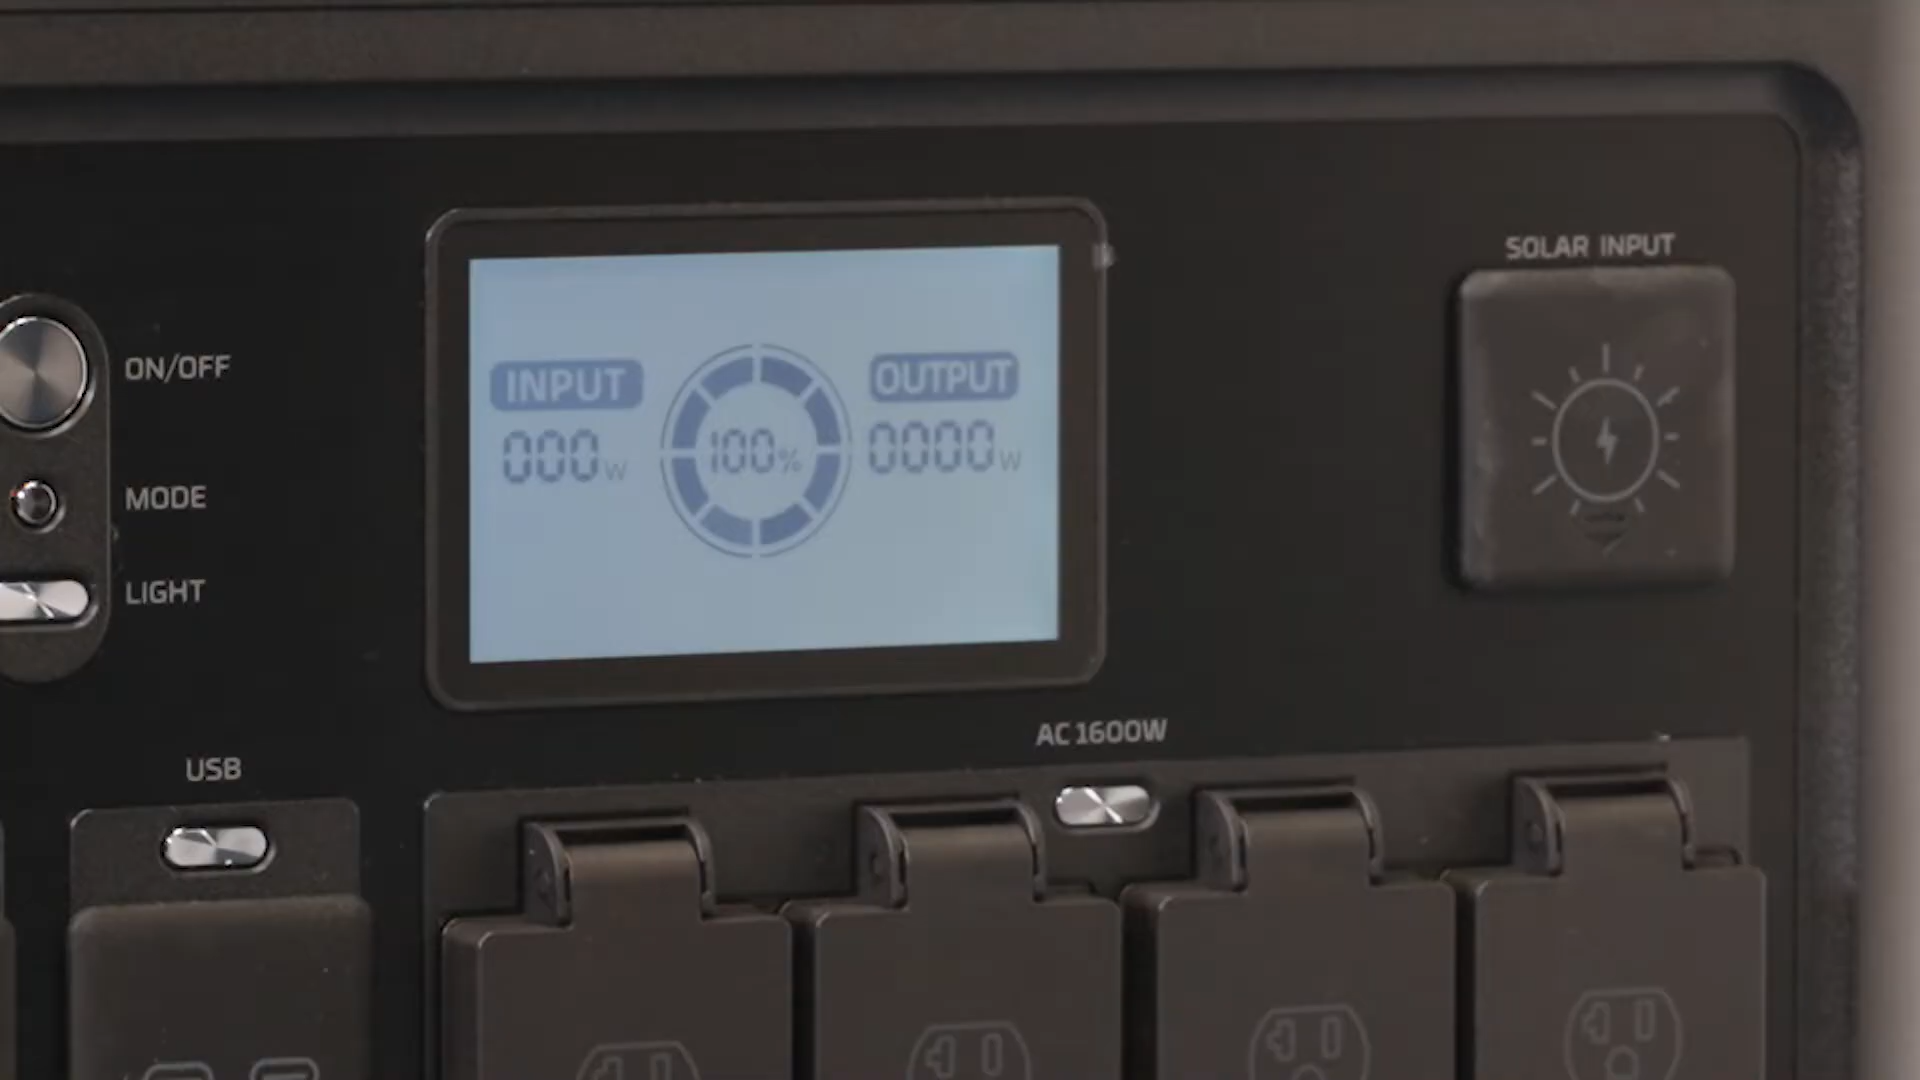 SOLAR INPUT
ON/OFF
INPUT
OUTPUT
000W
100%
0000W
MODE
LIGHT
AC 1600W
USB